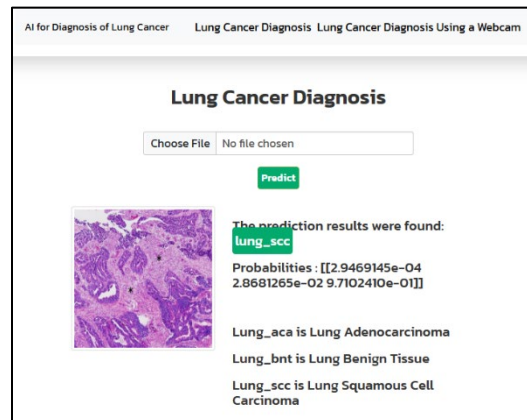 AI for Diagnosis of Lung Cancer
Lung Cancer Diagnosis
Lung Cancer Diagnosis Using a Webcam
Lung Cancer Diagnosis
Choose File
No file chosen
Predict
The prediction results were found:
lung_scc
Probabilities : [[2.9469145e-04
2.8681265e-02 9.7102410e-01]]
Lung_aca is Lung Adenocarcinoma
Lung_bnt is Lung Benign Tissue
Lung_scc is Lung Squamous Cell
Carcinoma